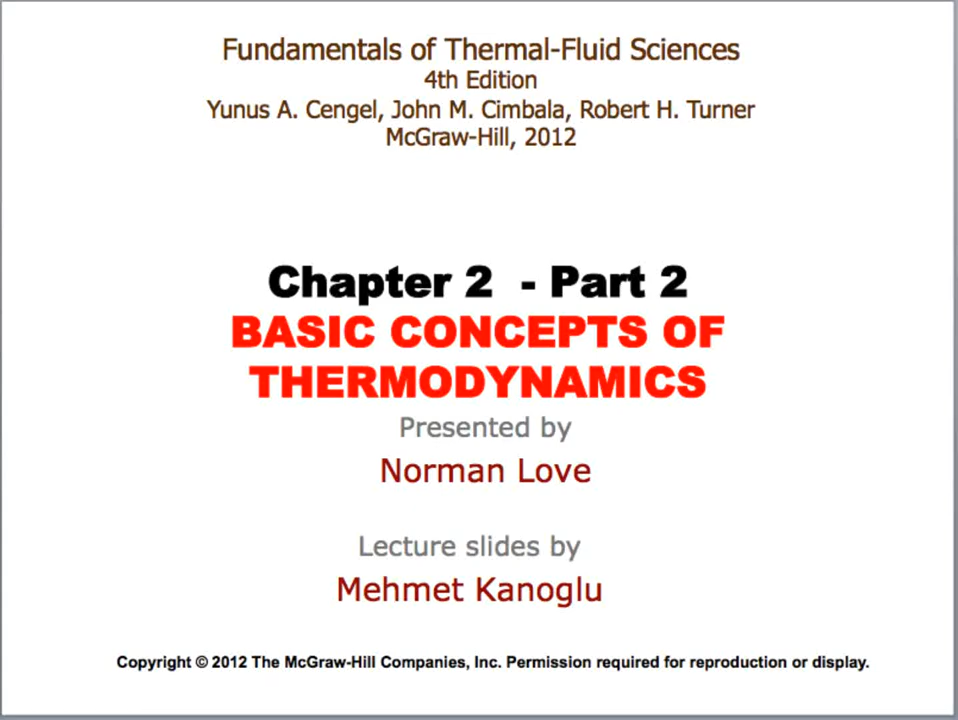 Fundamentals of Thermal-Fluid Sciences
4th Edition
Yunus A. Cengel, John M. Cimbala, Robert H. Turner
McGraw-Hill, 2012
Chapter 2 - Part 2
BASIC CONCEPTS OF
THERMODYNAMICS
Presented by
Norman Love
Lecture slides by
Mehmet Kanoglu
Copyright © 2012 The McGraw-Hill Companies, Inc. Permission required for reproduction or display.